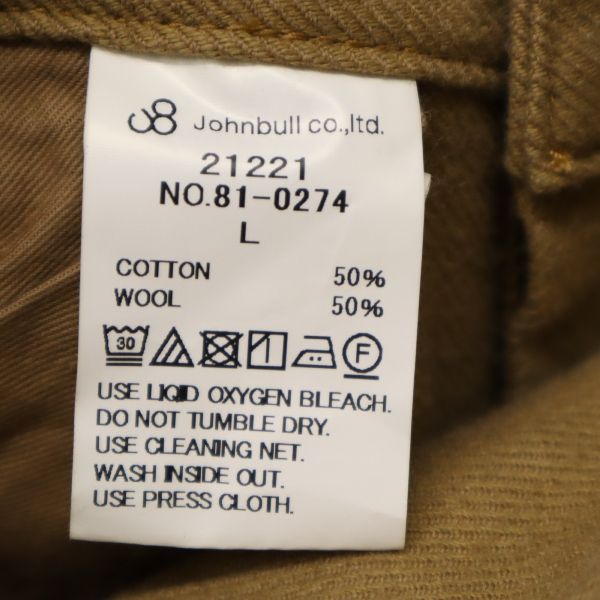 Johnbull co.,ltd.
21221
NO.81-0274
L
COTTON 50%
WOOL 50%
30 F
USE LIQID OXYGEN BLEACH.
DO NOT TUMBLE DRY.
USE CLEANING NET.
WASH INSIDE OUT.
USE PRESS CLOTH.